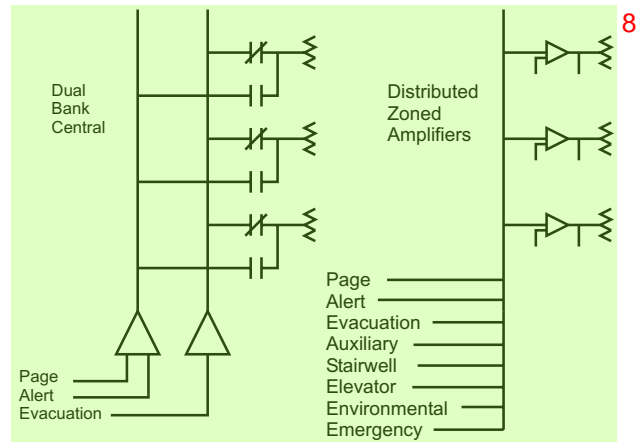 8
Dual
Bank
Central
Page
Alert
Evacuation
Distributed
Zoned
Amplifiers
Page
Alert
Evacuation
Auxiliary
Stairwell
Elevator
Environmental
Emergency